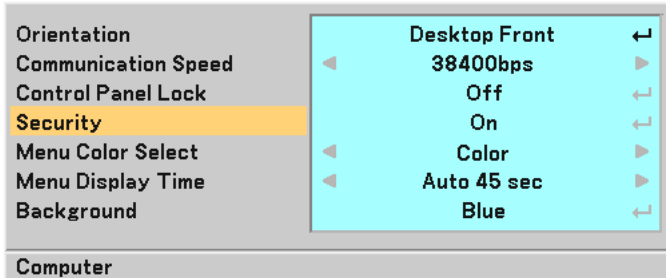 Orientation Desktop Front
Communication Speed 38400bps
Control Panel Lock Off
Security On
Menu Color Select Color
Menu Display Time Auto 45 sec
Background Blue
Computer